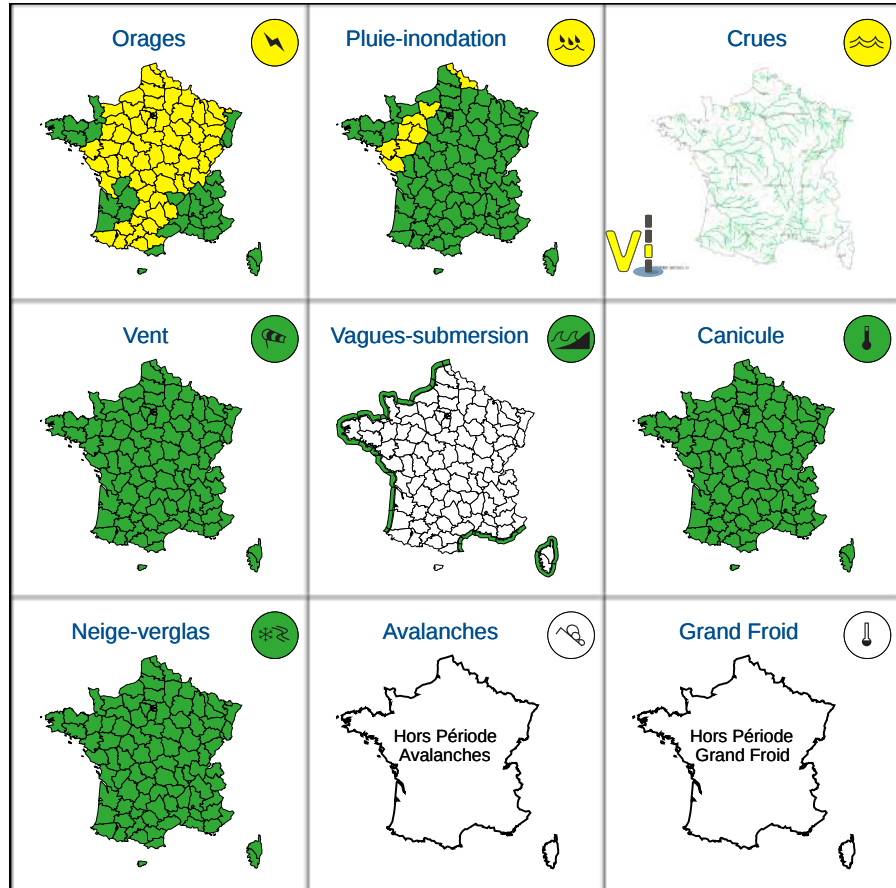 Orages
Pluie-inondation
Crues
Vi
Vent
Vagues-submersion
Canicule
Neige-verglas
Avalanches
Grand Froid
Hors Période
Avalanches
Hors Période
Grand Froid